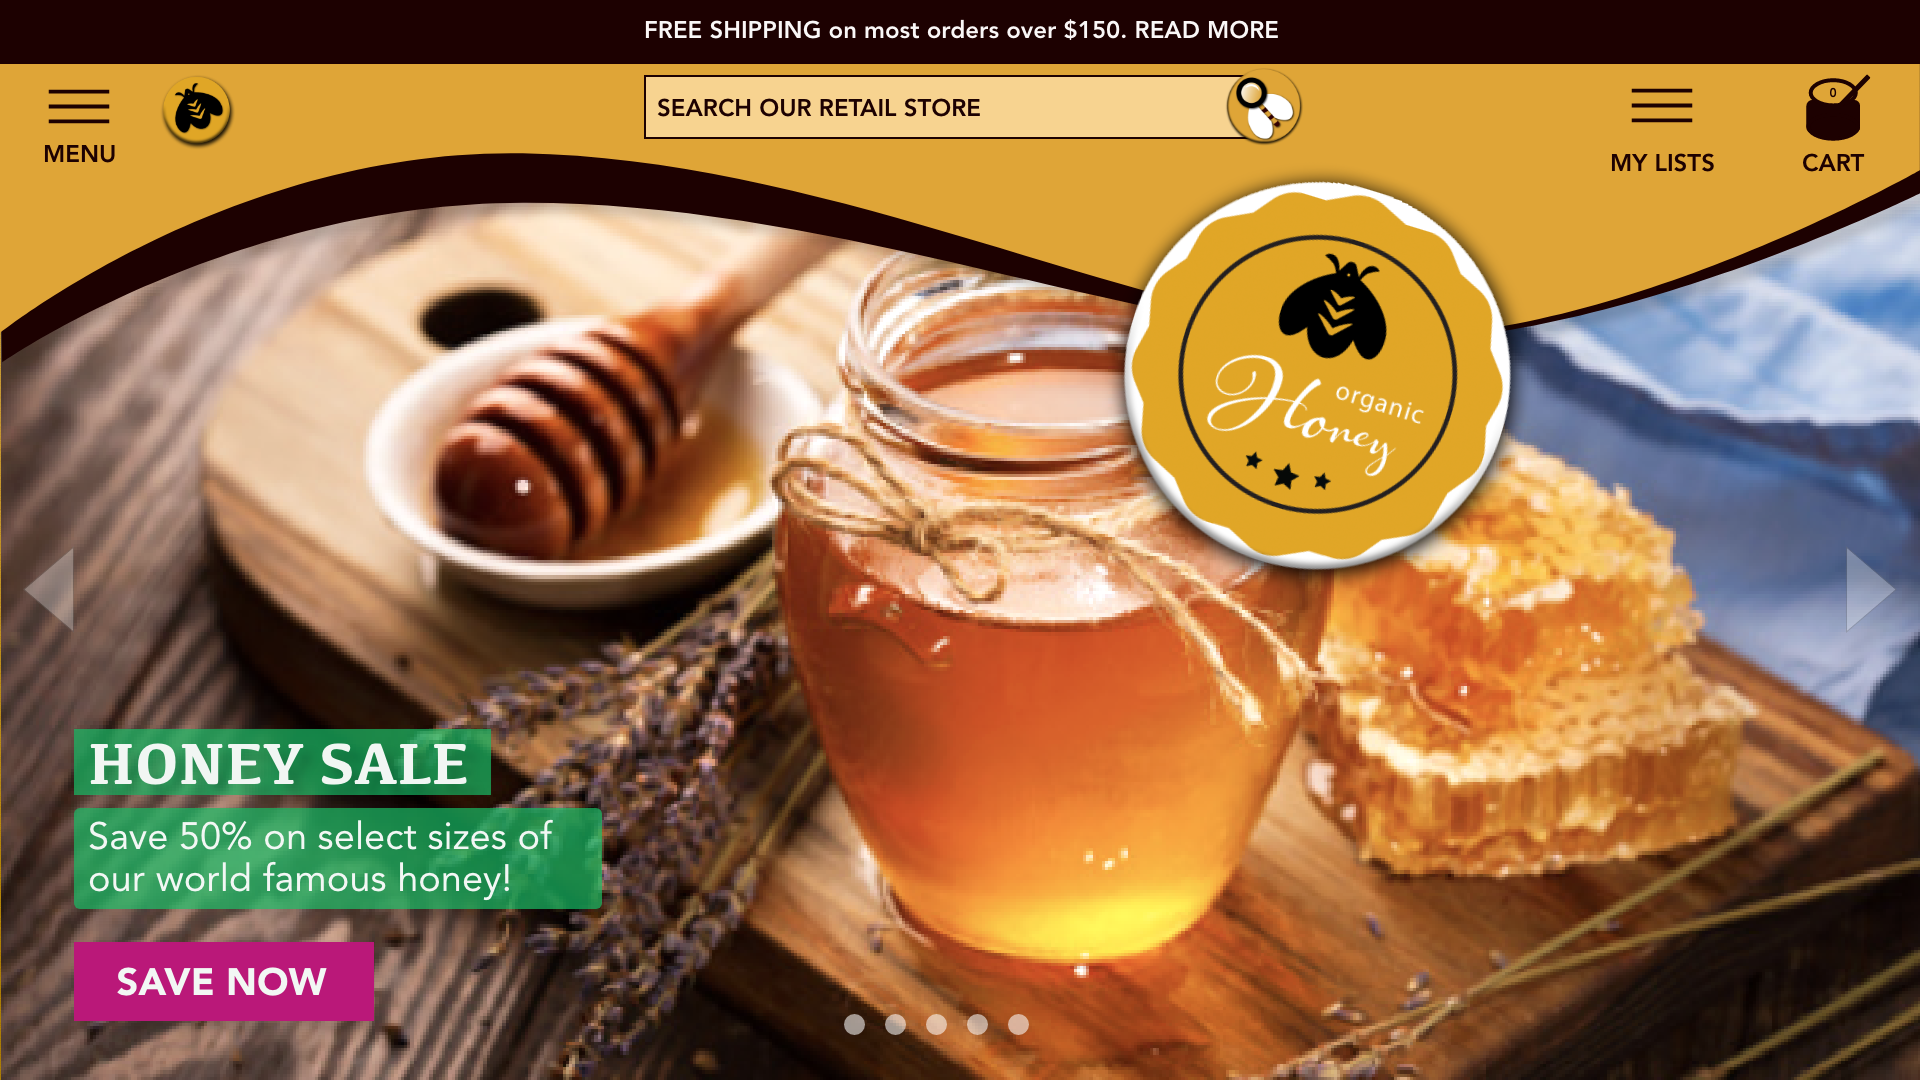 FREE SHIPPING on most orders over $150. READ MORE
SEARCH OUR RETAIL STORE
0
MENU
MY LISTS
CART
organic
Honey
HONEY SALE
Save 50% on select sizes of
our world famous honey!
SAVE NOW